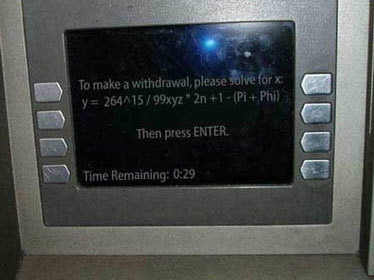 To make a withdrawal, please solve for x:
y = 264^15 / 99xyz * 2n +1 - (Pi + Phi)
Then press ENTER.
Time Remaining: 0:29